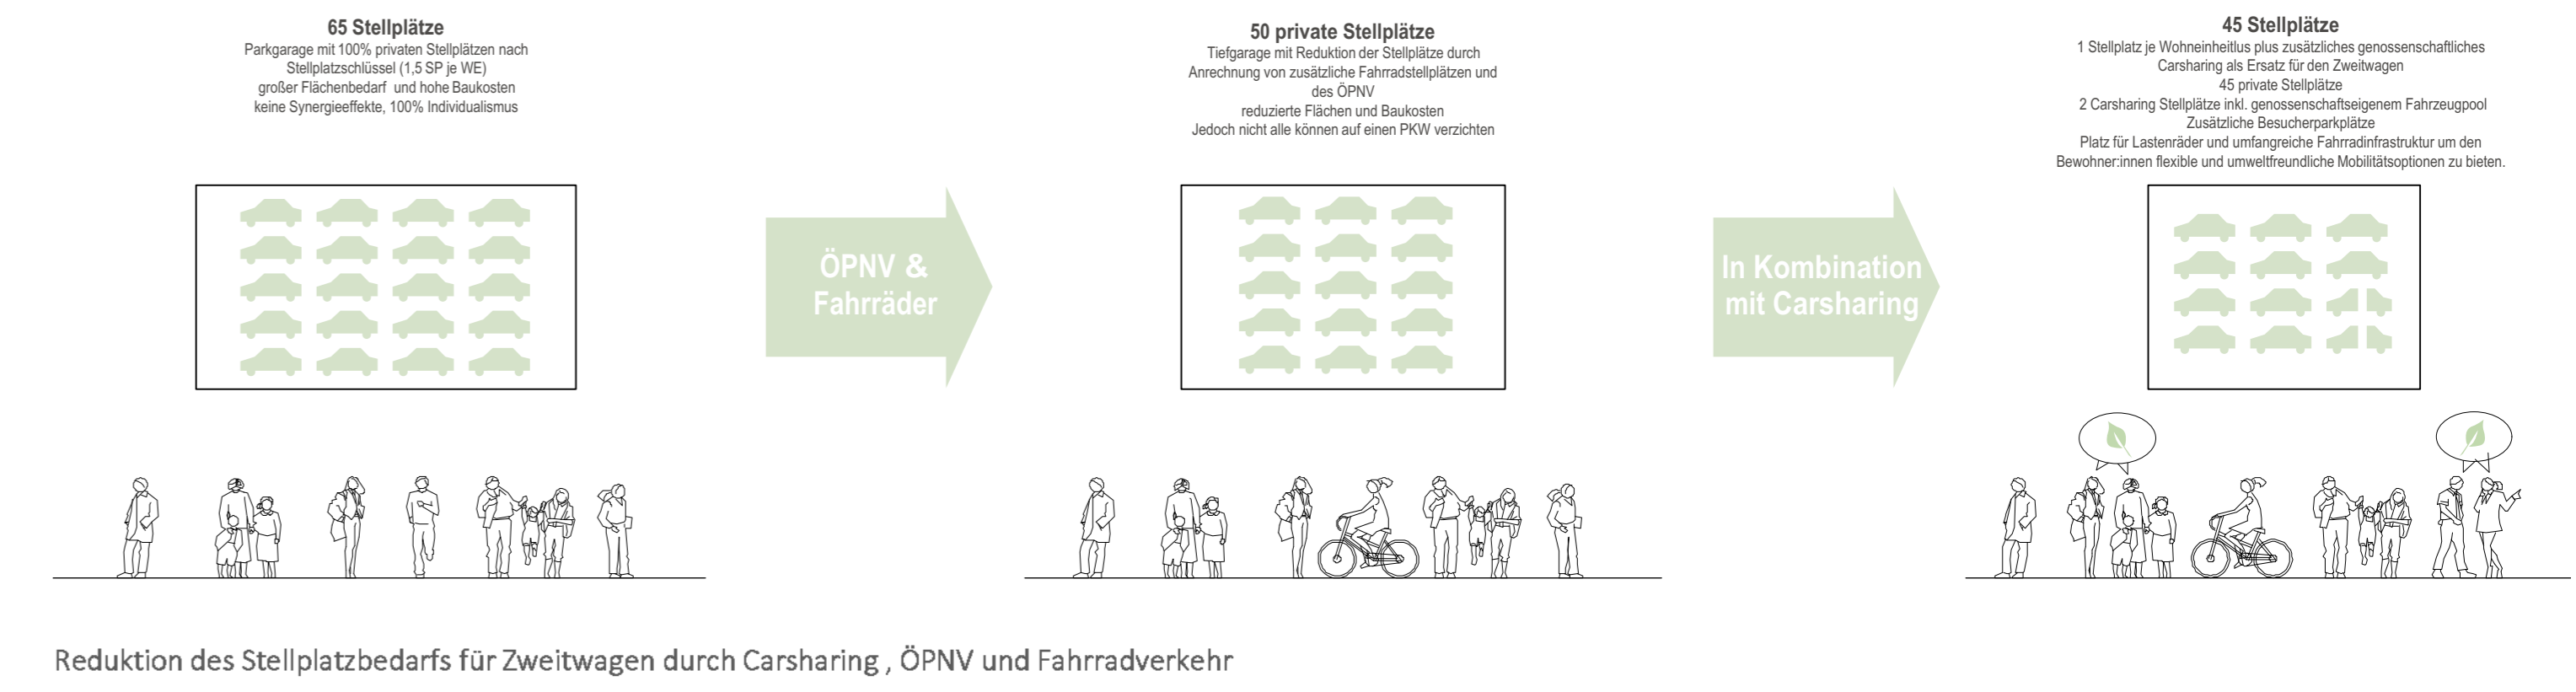 65 Stellplätze
Parkgarage mit 100% privaten Stellplätzen nach
Stellplatzschlüssel (1,5 SP je WE)
großer Flächenbedarf und hohe Baukosten
keine Synergieeffekte, 100% Individualismus
ÖPNV &
Fahrräder
50 private Stellplätze
Tiefgarage mit Reduktion der Stellplätze durch
Anrechnung von zusätzliche Fahrradstellplätzen und
des ÖPNV
reduzierte Flächen und Baukosten
Jedoch nicht alle können auf einen PKW verzichten
In Kombination
mit Carsharing
45 Stellplätze
1 Stellplatz je Wohneinheitlus plus zusätzliches genossenschaftliches
Carsharing als Ersatz für den Zweitwagen
45 private Stellplätze
2 Carsharing Stellplätze inkl. genossenschaftseigenem Fahrzeugpool
Zusätzliche Besucherparkplätze
Platz für Lastenräder und umfangreiche Fahrradinfrastruktur um den
Bewohner:innen flexible und umweltfreundliche Mobilitätsoptionen zu bieten.
Reduktion des Stellplatzbedarfs für Zweitwagen durch Carsharing , ÖPNV und Fahrradverkehr